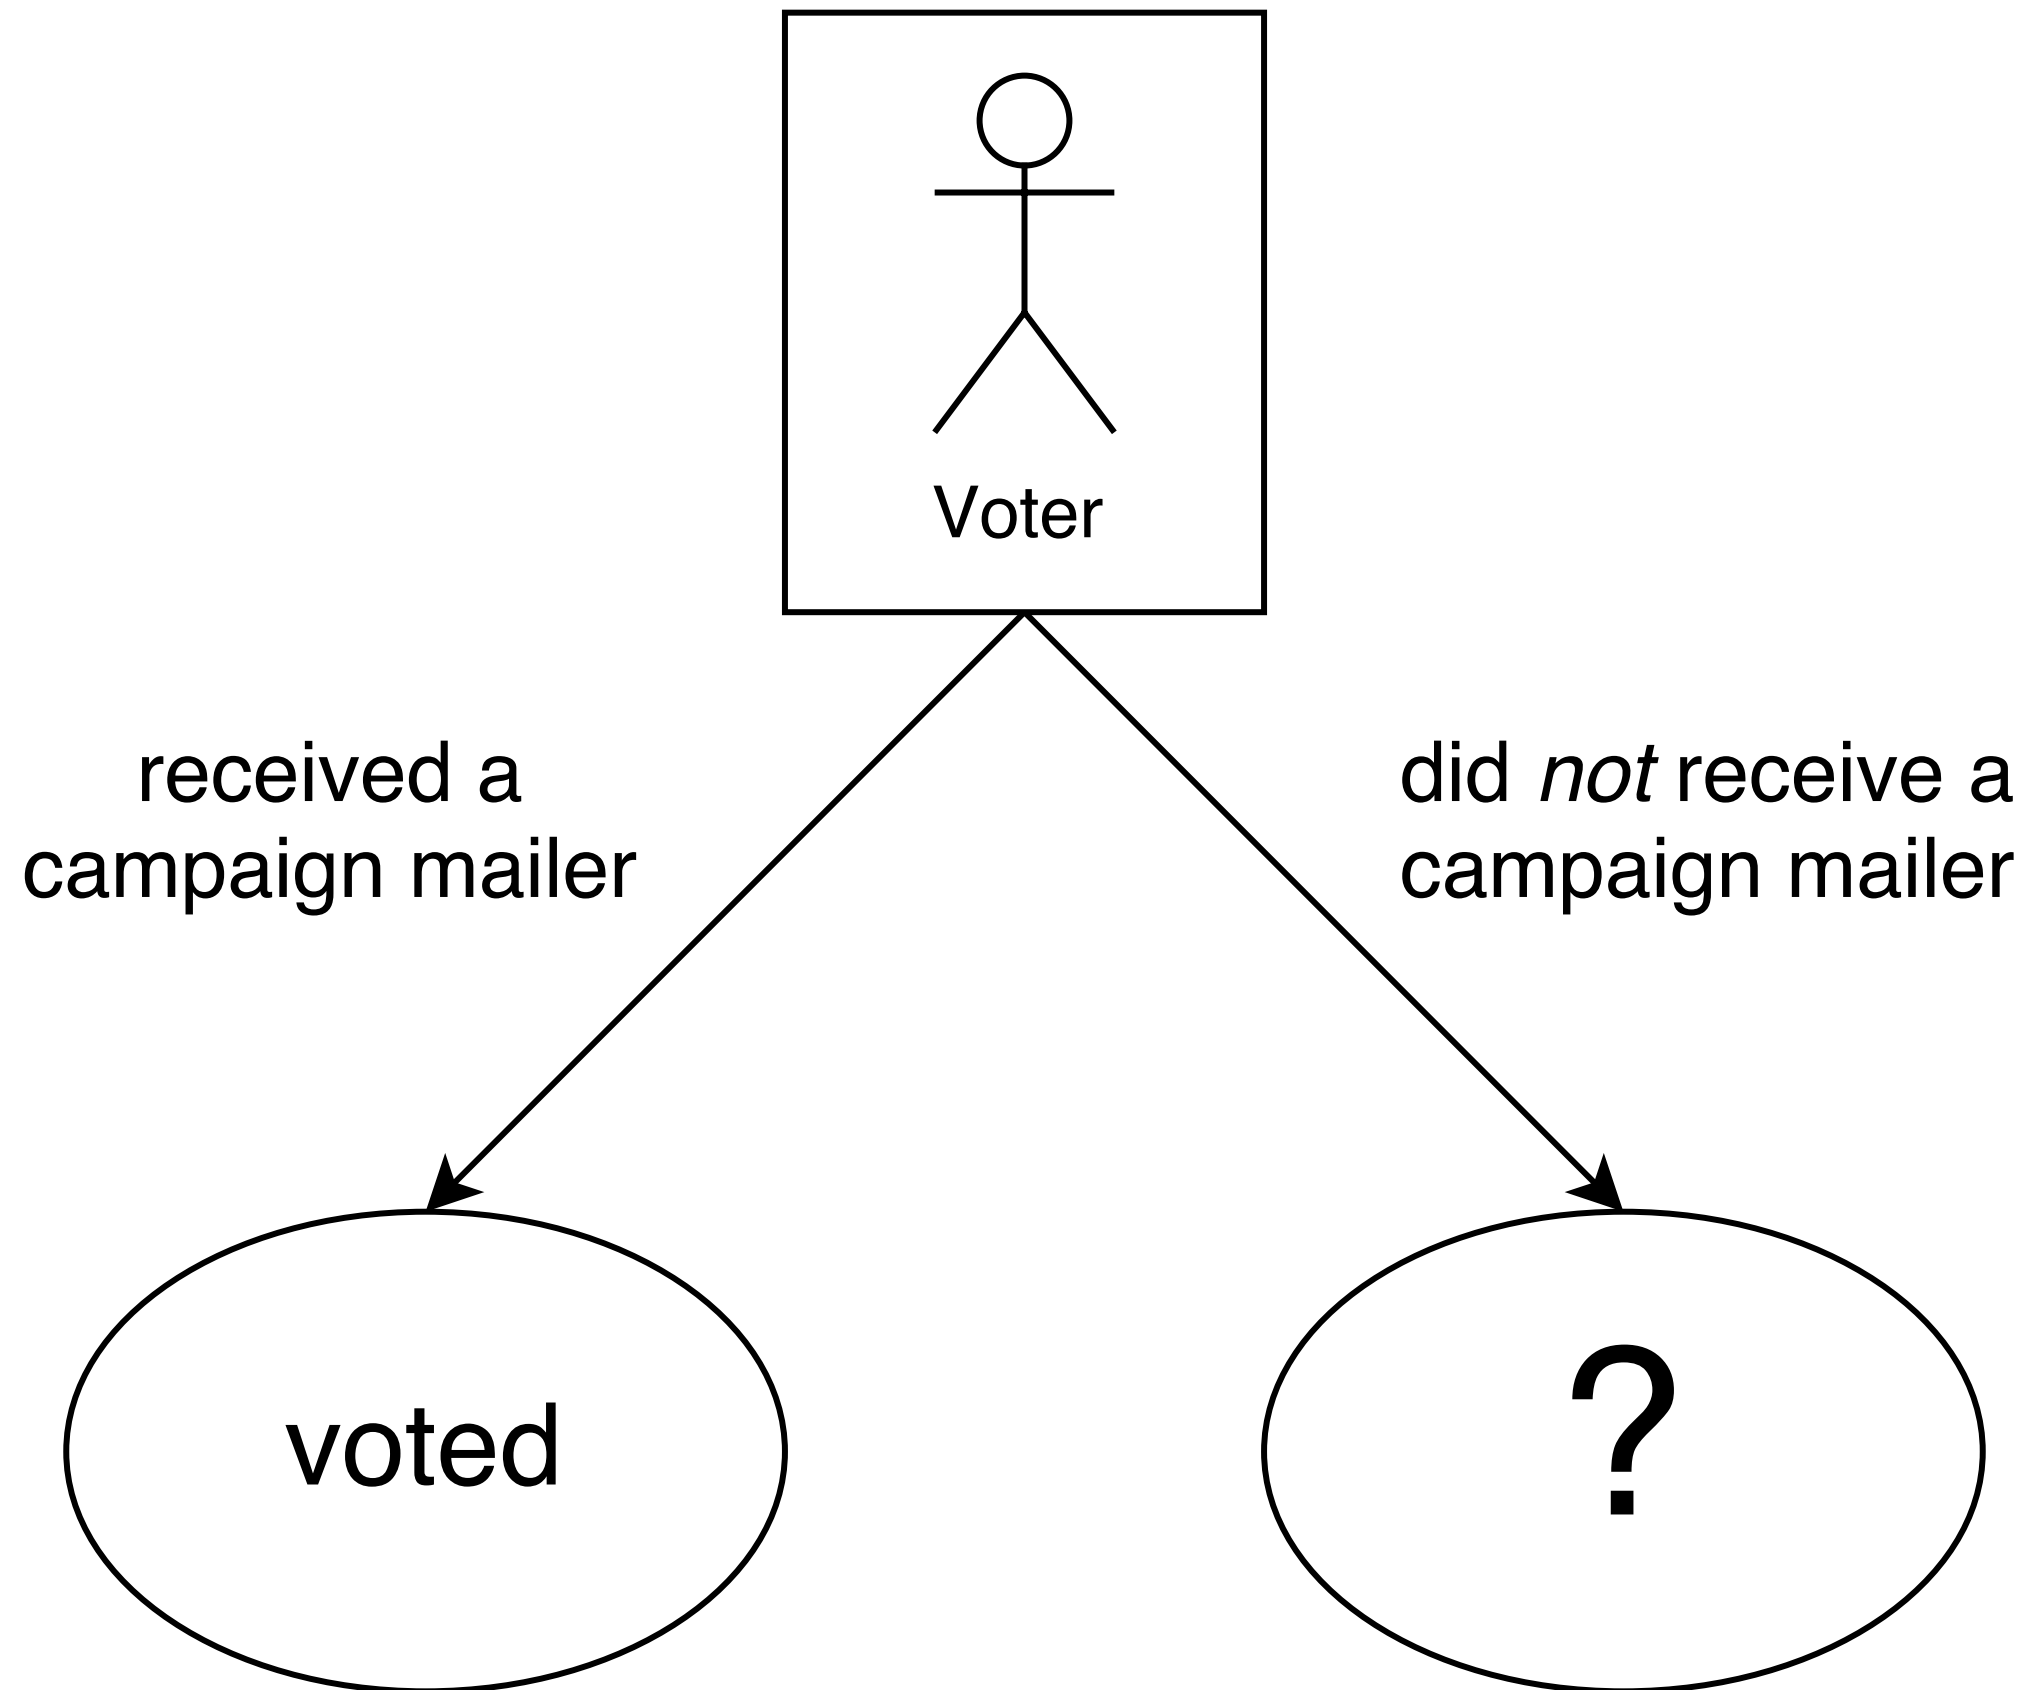 Voter
received a
campaign mailer
did not receive a
campaign mailer
voted
?